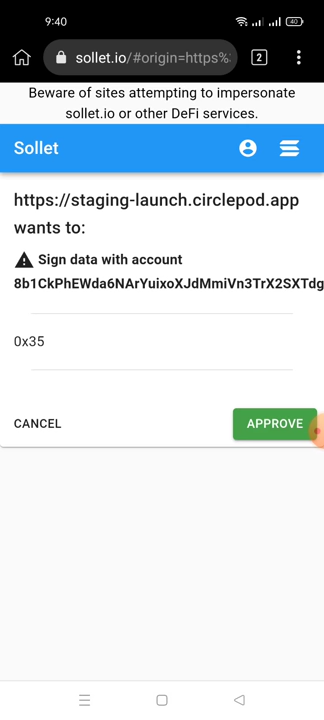 9:40
40
sollet.io/#origin=https%
2
Beware of sites attempting to impersonate
sollet.io or other DeFi services.
Sollet
https://staging-launch.circlepod.app
wants to:
Sign data with account
8b1CkPhEWda6NArYuixoXJdMmiVn3TrX2SXTdg
0x35
CANCEL
APPROVE